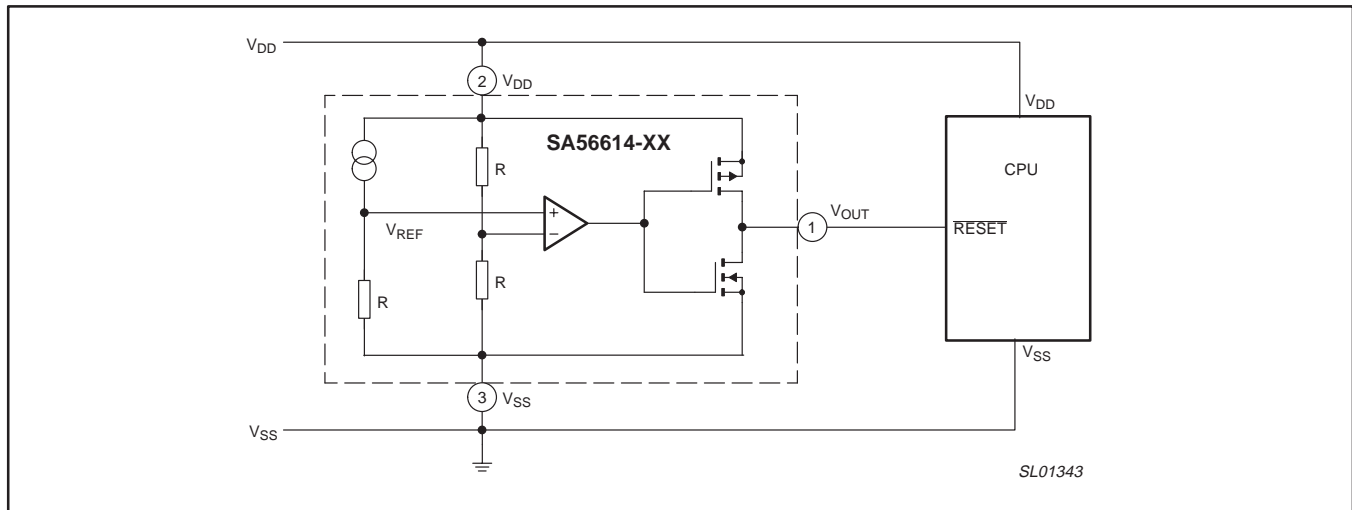 VDD
2 VDD
VDD
SA56614-XX
CPU
R
+
VOUT
VREF
−
1
RESET
R
R
VSS
3 VSS
VSS
SL01343